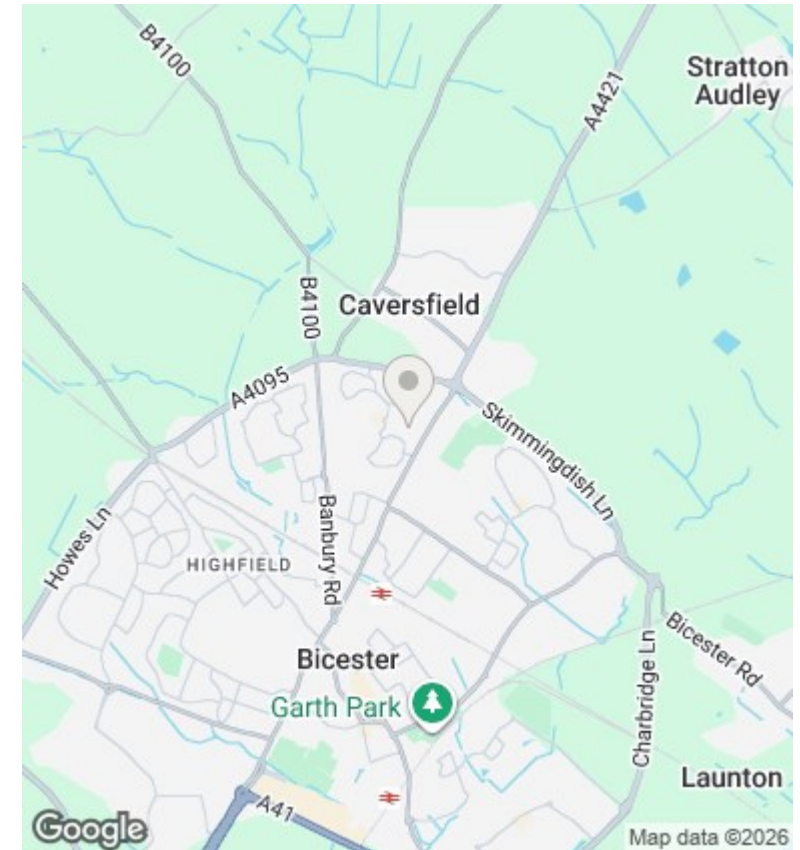 B4100
A4421
Stratton
Audley
Caversfield
B4100
A4095
Skimmingdish Ln
Howes Ln
HIGHFIELD
Banbury Rd
Bicester
Bicester Rd
Charbridge Ln
Garth Park
Launton
A41
Google
Map data ©2026